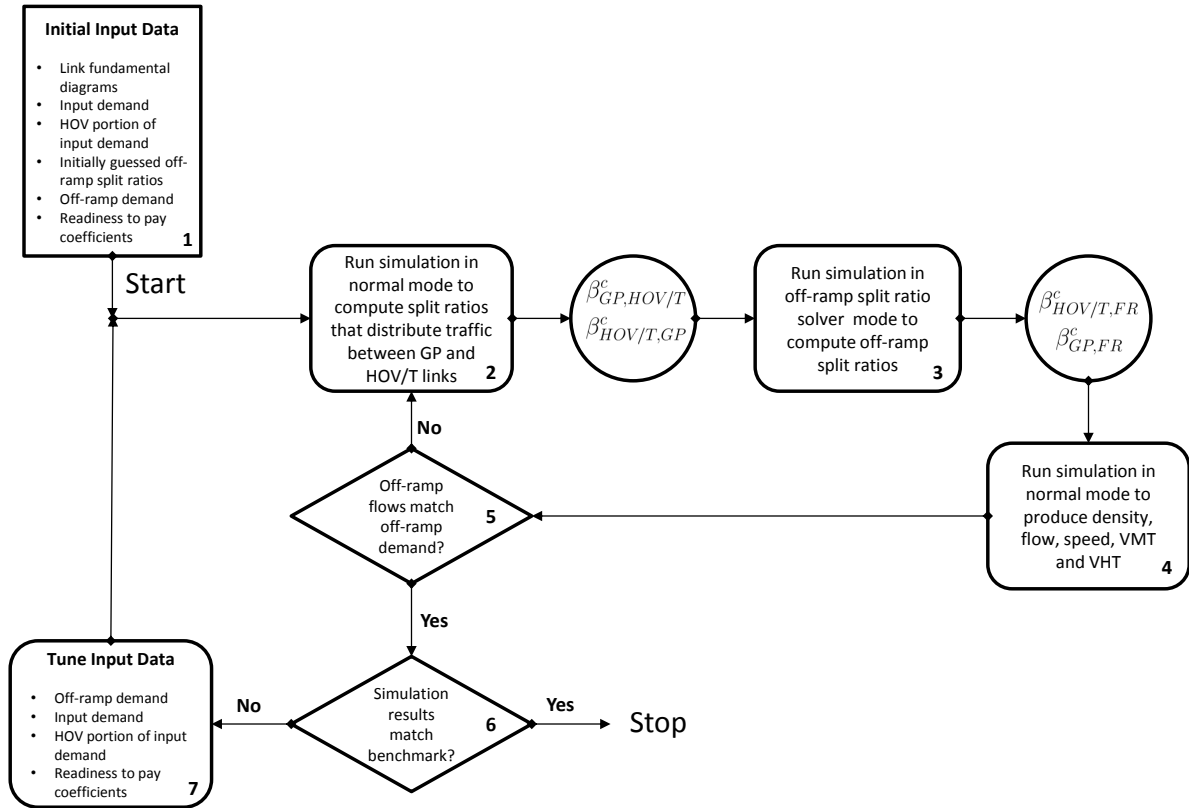 Initial Input Data
• Link fundamental
diagrams
• Input demand
• HOV portion of
input demand
• Initially guessed off-
ramp split ratios
• Off-ramp demand
• Readiness to pay
coefficients
1
Start
Run simulation in
normal mode to
compute split ratios
that distribute traffic
between GP and
HOV/T links
2
β^c_{GP,HOV/T}
β^c_{HOV/T,GP}
Run simulation in
off-ramp split ratio
solver mode to
compute off-ramp
split ratios
3
β^c_{HOV/T,FR}
β^c_{GP,FR}
Run simulation in
normal mode to
produce density,
flow, speed, VMT
and VHT
4
No
Off-ramp
flows match
off-ramp
demand?
5
Yes
Simulation
results
match
benchmark?
6
Yes
Stop
No
Tune Input Data
• Off-ramp demand
• Input demand
• HOV portion of input
demand
• Readiness to pay
coefficients
7